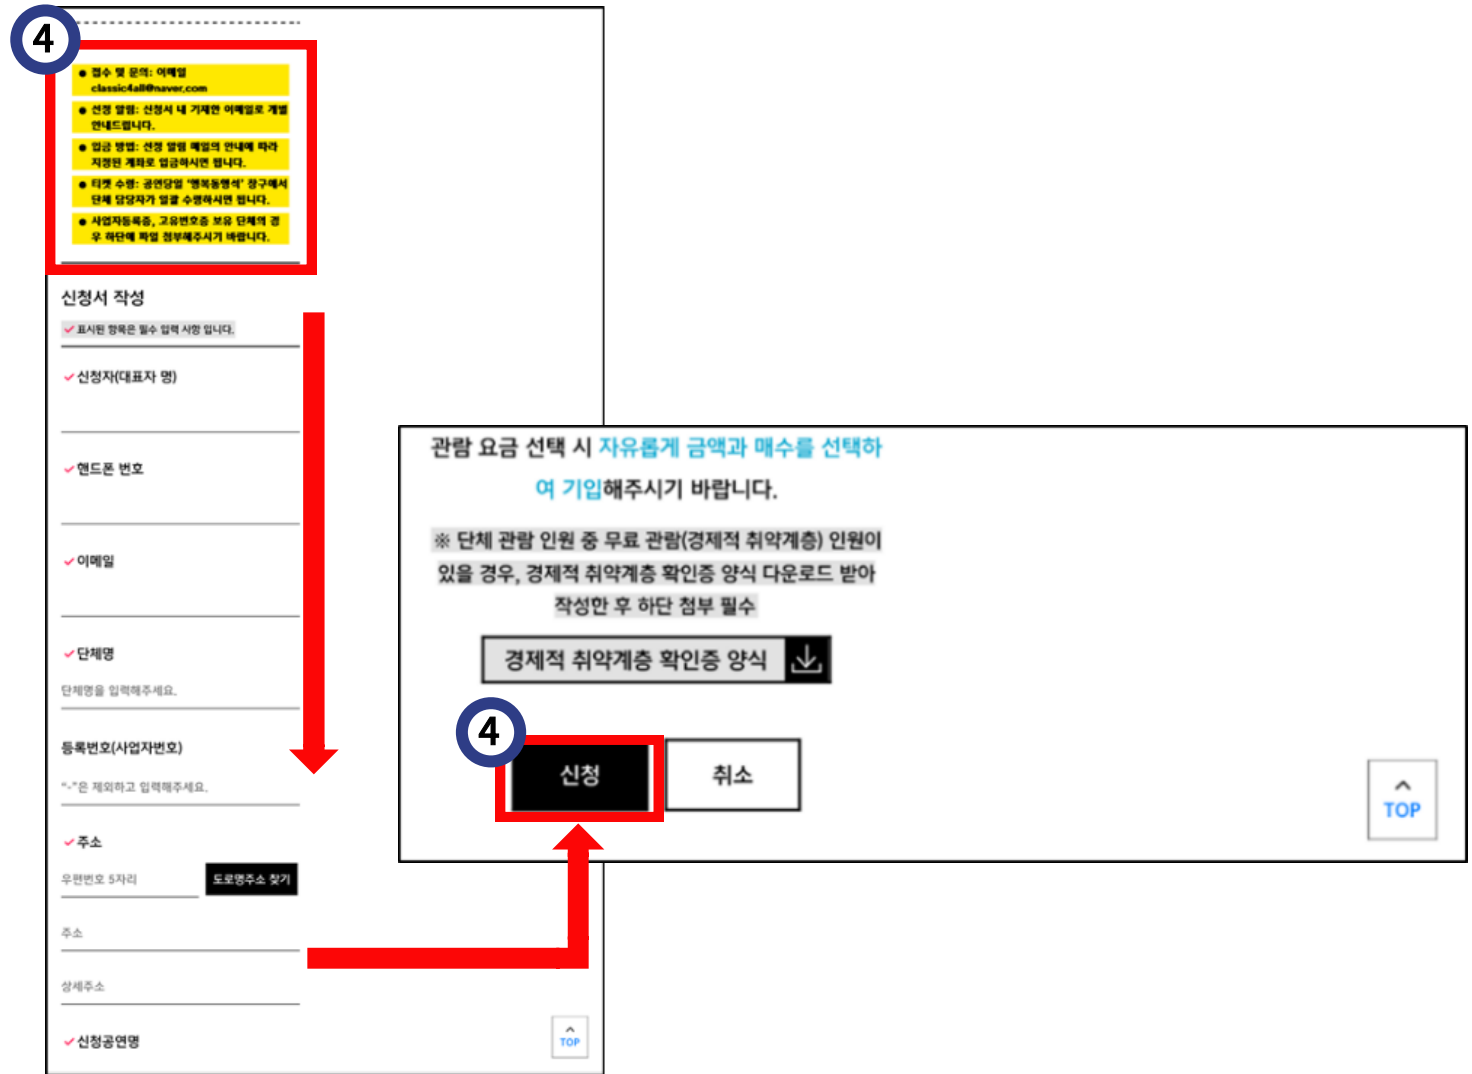 4
● 접수 및 문의: 이메일
classic4all@naver.com
● 선정 알림: 신청서 내 기재한 이메일로 개별
안내드립니다.
● 입금 방법: 선정 알림 메일의 안내에 따라
지정된 계좌로 입금하시면 됩니다.
● 티켓 수령: 공연당일 '행복동행석' 창구에서
단체 담당자가 일괄 수령하시면 됩니다.
● 사업자등록증, 고유번호증 보유 단체의 경
우 하단에 파일 첨부해주시기 바랍니다.
신청서 작성
✓ 표시된 항목은 필수 입력 사항 입니다.
✓ 신청자(대표자 명)
✓ 핸드폰 번호
✓ 이메일
✓ 단체명
단체명을 입력해주세요.
등록번호(사업자번호)
"-"은 제외하고 입력해주세요.
✓ 주소
우편번호 5자리
도로명주소 찾기
주소
상세주소
✓ 신청공연명
TOP
관람 요금 선택 시 자유롭게 금액과 매수를 선택하
여 기입해주시기 바랍니다.
※ 단체 관람 인원 중 무료 관람(경제적 취약계층) 인원이
있을 경우, 경제적 취약계층 확인증 양식 다운로드 받아
작성한 후 하단 첨부 필수
경제적 취약계층 확인증 양식
4
신청
취소
TOP